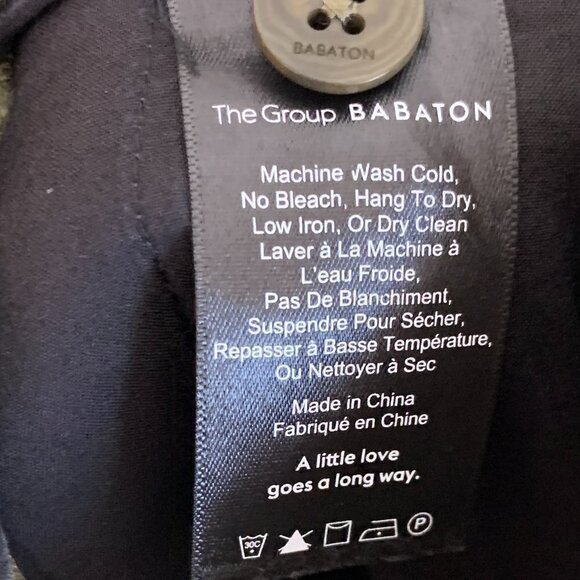 BABATON
The Group BABATON
Machine Wash Cold,
No Bleach, Hang To Dry,
Low Iron, Or Dry Clean
Laver à La Machine à
L'eau Froide,
Pas De Blanchiment,
Suspendre Pour Sécher,
Repasser à Basse Température,
Ou Nettoyer à Sec
Made in China
Fabriqué en Chine
A little love
goes a long way.
30C P